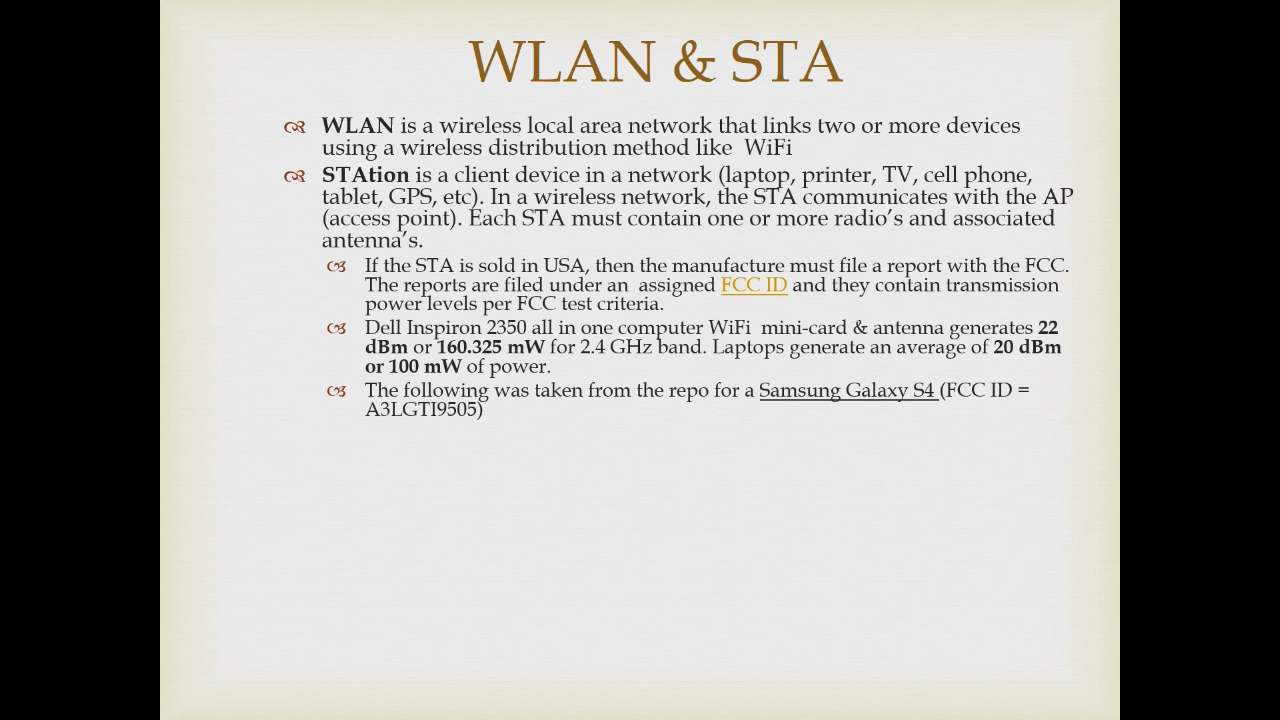 WLAN & STA
WLAN is a wireless local area network that links two or more devices
using a wireless distribution method like  WiFi
STAtion is a client device in a network (laptop, printer, TV, cell phone,
tablet, GPS, etc). In a wireless network, the STA communicates with the AP
(access point). Each STA must contain one or more radio’s and associated
antenna’s.
If the STA is sold in USA, then the manufacture must file a report with the FCC.
The reports are filed under an  assigned FCC ID and they contain transmission
power levels per FCC test criteria.
Dell Inspiron 2350 all in one computer WiFi  mini-card & antenna generates 22
dBm or 160.325 mW for 2.4 GHz band. Laptops generate an average of 20 dBm
or 100 mW of power.
The following was taken from the repo for a Samsung Galaxy S4 (FCC ID =
A3LGTI9505)